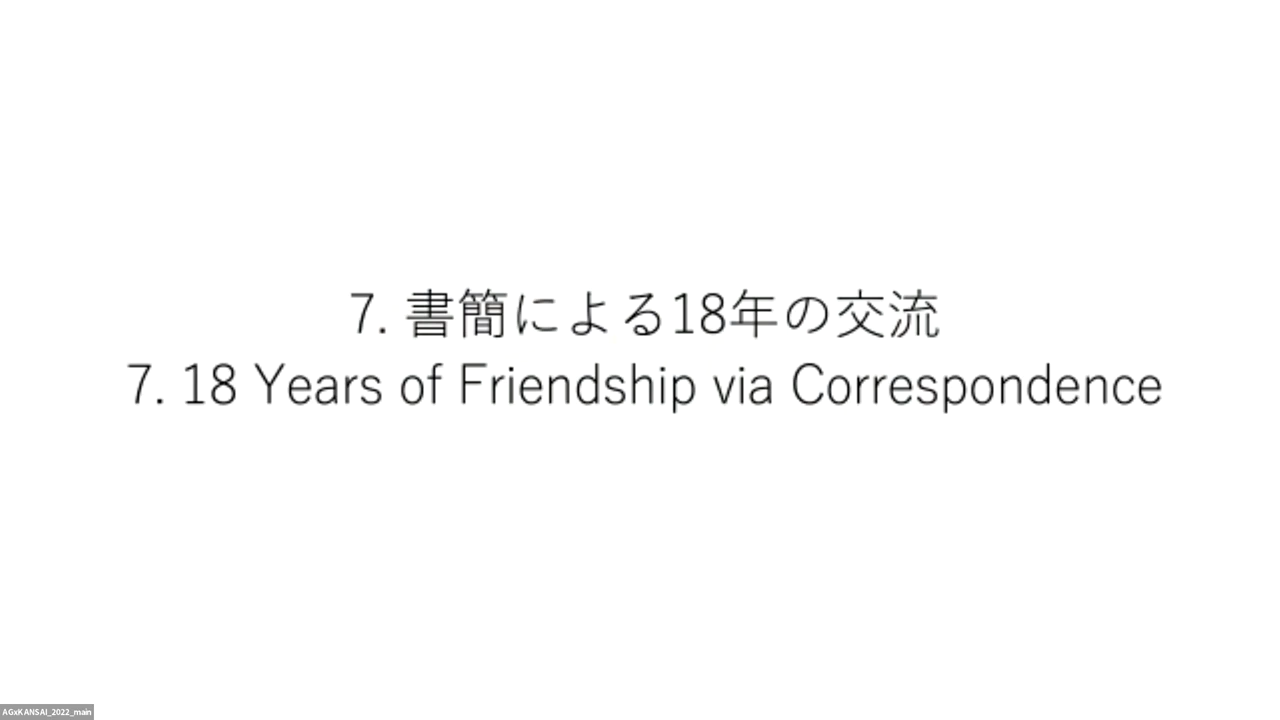 7. 書簡による18年の交流
7. 18 Years of Friendship via Correspondence
AGxKANSAI_2022_main